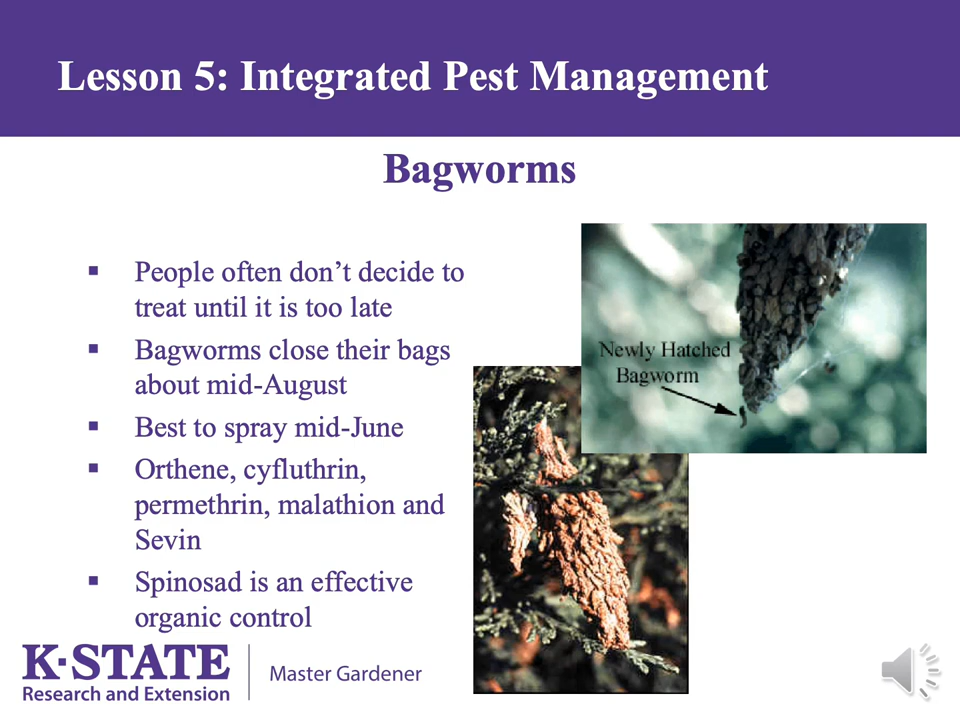 Lesson 5: Integrated Pest Management
Bagworms
▪ People often don’t decide to
treat until it is too late
▪ Bagworms close their bags
about mid-August
▪ Best to spray mid-June
▪ Orthene, cyfluthrin,
permethrin, malathion and
Sevin
▪ Spinosad is an effective
organic control
Newly Hatched
Bagworm
K-STATE
Research and Extension
Master Gardener